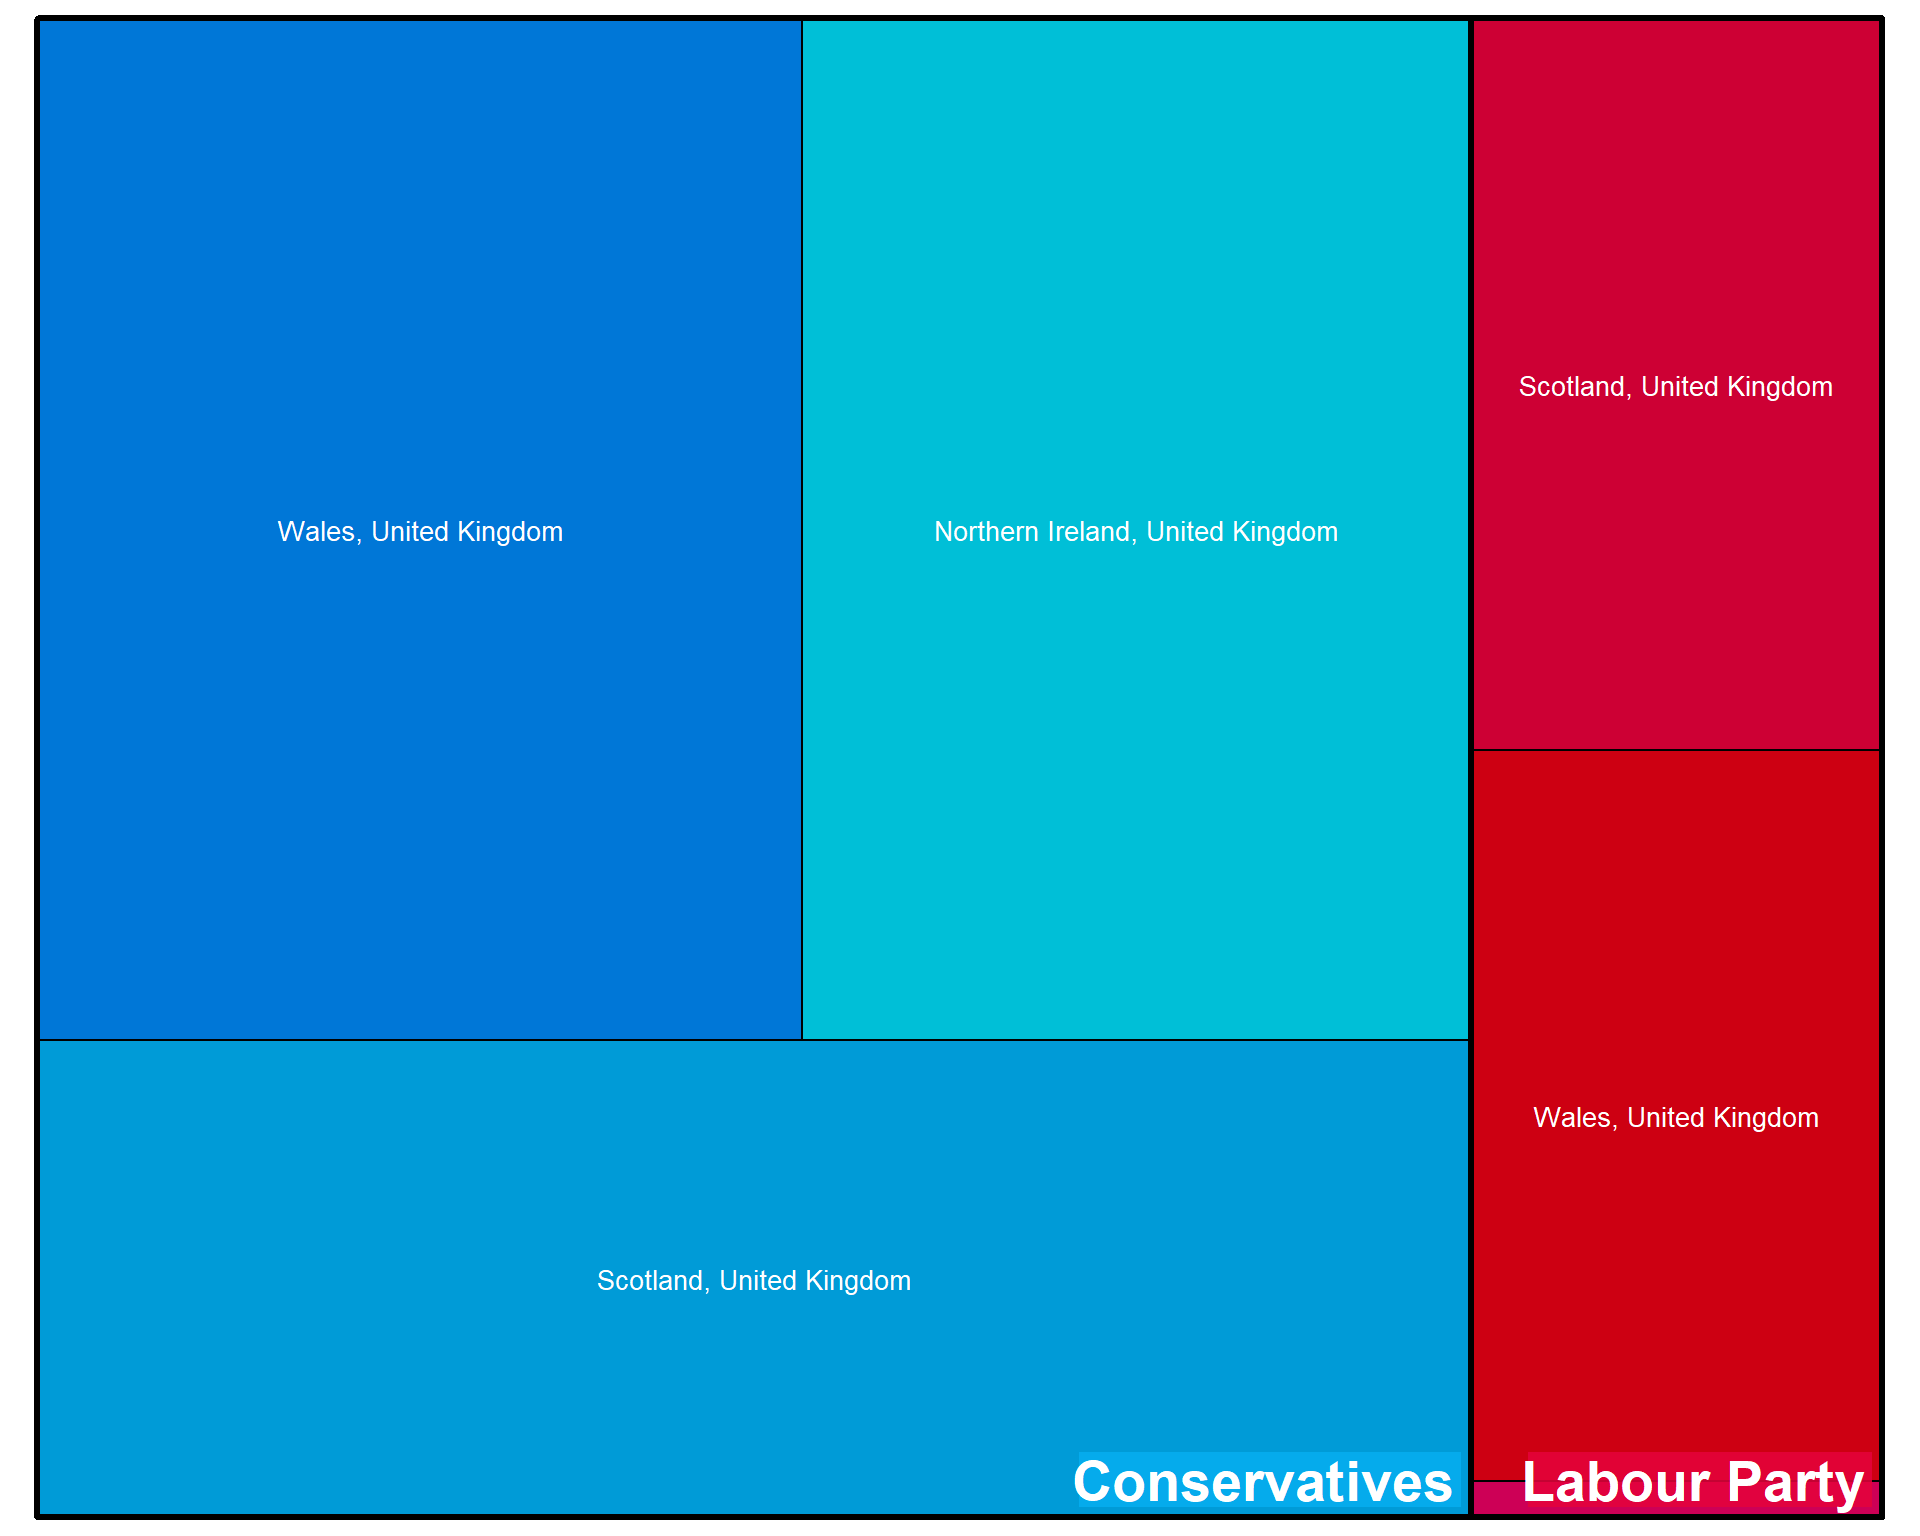 Wales, United Kingdom
Northern Ireland, United Kingdom
Scotland, United Kingdom
Conservatives
Scotland, United Kingdom
Wales, United Kingdom
Labour Party